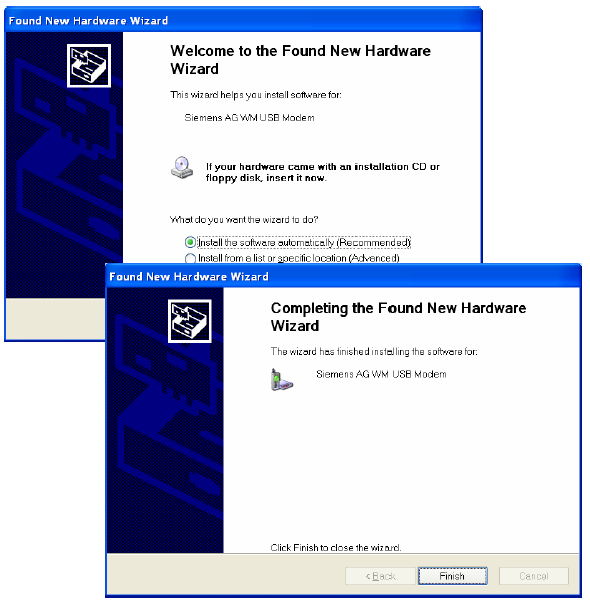 Found New Hardware Wizard
Welcome to the Found New Hardware
Wizard
This wizard helps you install software for:
Siemens AG WM USB Modem
If your hardware came with an installation CD or
floppy disk, insert it now.
What do you want the wizard to do?
Install the software automatically (Recommended)
Install from a list or specific location (Advanced)
Found New Hardware Wizard
Completing the Found New Hardware
Wizard
The wizard has finished installing the software for:
Siemens AG WM USB Modem
Click Finish to close the wizard.
< Back Finish Cancel